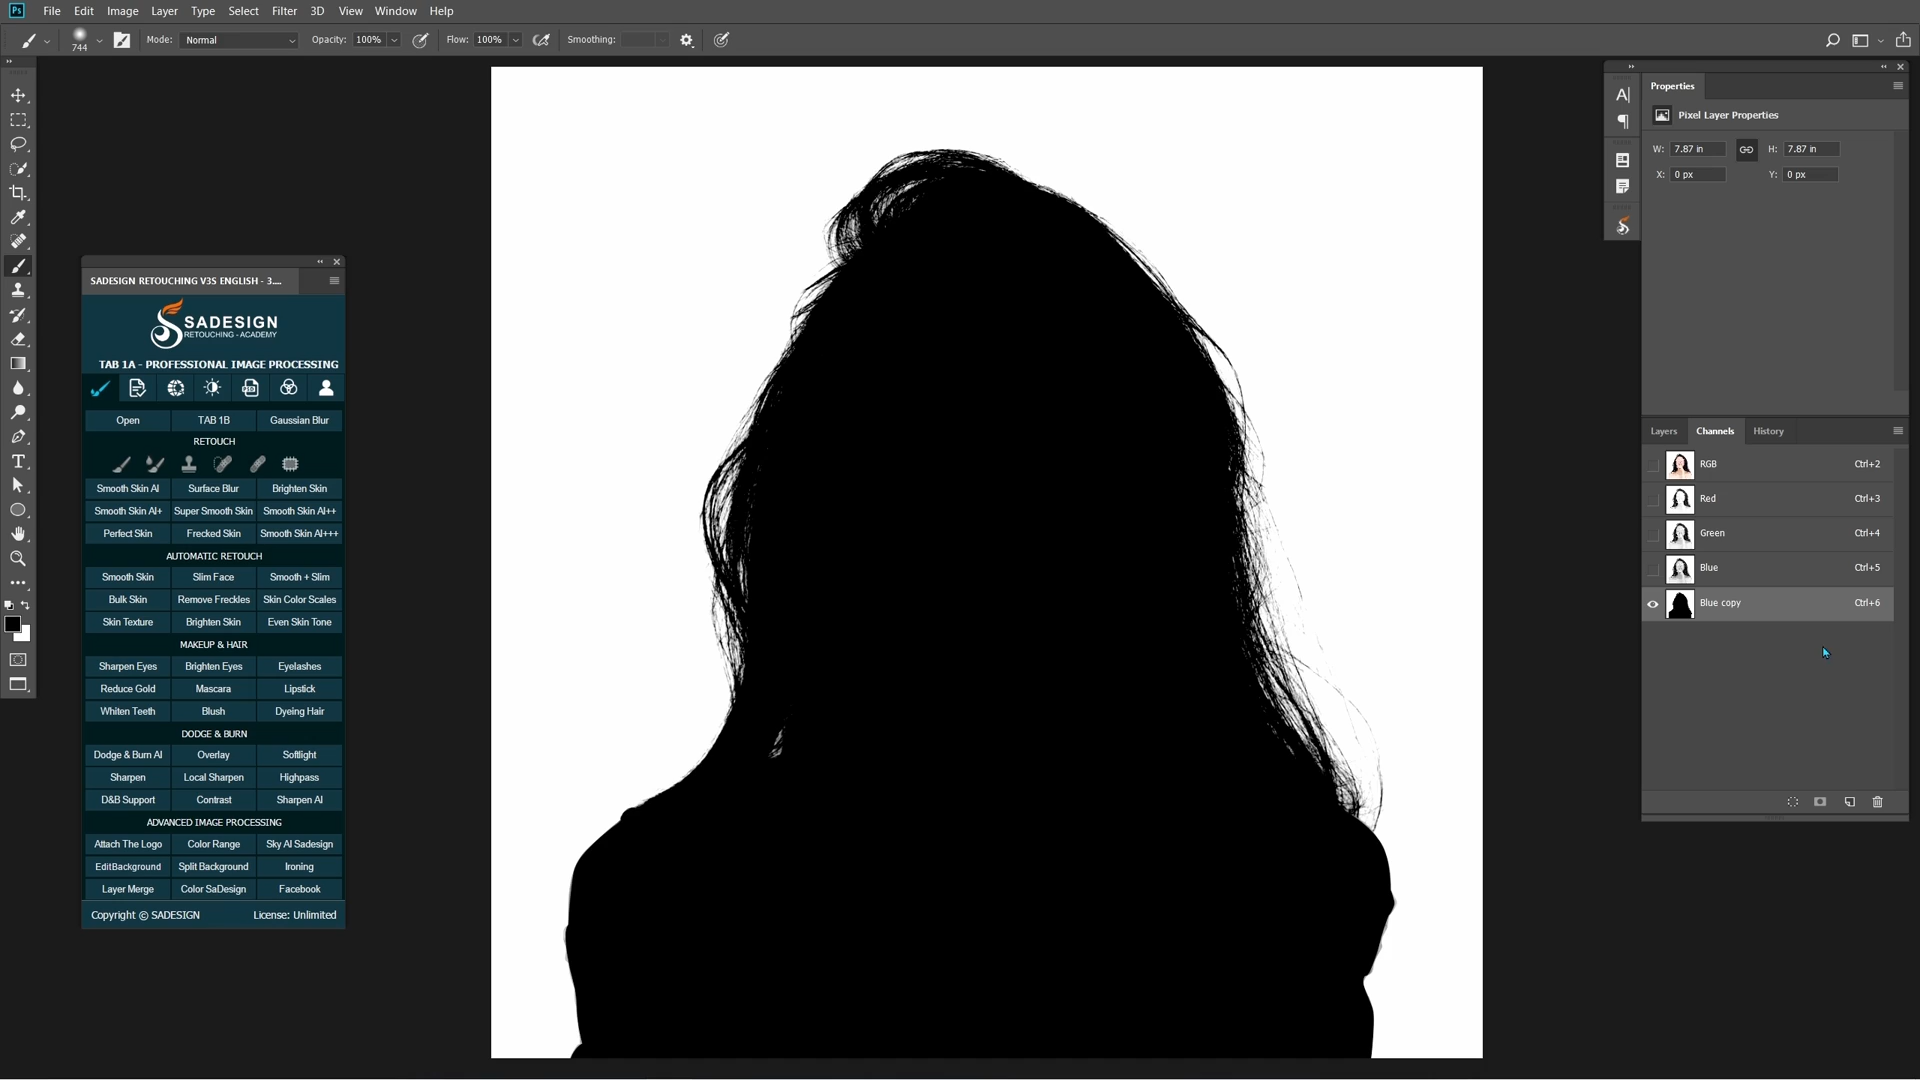 Ps File Edit Image Layer Type Select Filter 3D View Window Help
744 Mode: Normal Opacity: 100% Flow: 100% Smoothing:
Properties
Pixel Layer Properties
W: 7.87 in H: 7.87 in
X: 0 px Y: 0 px
SADESIGN RETOUCHING V3S ENGLISH - 3....
SADESIGN
RETOUCHING - ACADEMY
TAB 1A - PROFESSIONAL IMAGE PROCESSING
Open TAB 1B Gaussian Blur
RETOUCH
Smooth Skin AI Surface Blur Brighten Skin
Smooth Skin AI+ Super Smooth Skin Smooth Skin AI++
Perfect Skin Frecked Skin Smooth Skin AI+++
AUTOMATIC RETOUCH
Smooth Skin Slim Face Smooth + Slim
Bulk Skin Remove Freckles Skin Color Scales
Skin Texture Brighten Skin Even Skin Tone
MAKEUP & HAIR
Sharpen Eyes Brighten Eyes Eyelashes
Reduce Gold Mascara Lipstick
Whiten Teeth Blush Dyeing Hair
DODGE & BURN
Dodge & Burn AI Overlay Softlight
Sharpen Local Sharpen Highpass
D&B Support Contrast Sharpen AI
ADVANCED IMAGE PROCESSING
Attach The Logo Color Range Sky AI Sadesign
EditBackground Split Background Ironing
Layer Merge Color SaDesign Facebook
Copyright © SADESIGN License: Unlimited
Layers Channels History
RGB Ctrl+2
Red Ctrl+3
Green Ctrl+4
Blue Ctrl+5
Blue copy Ctrl+6